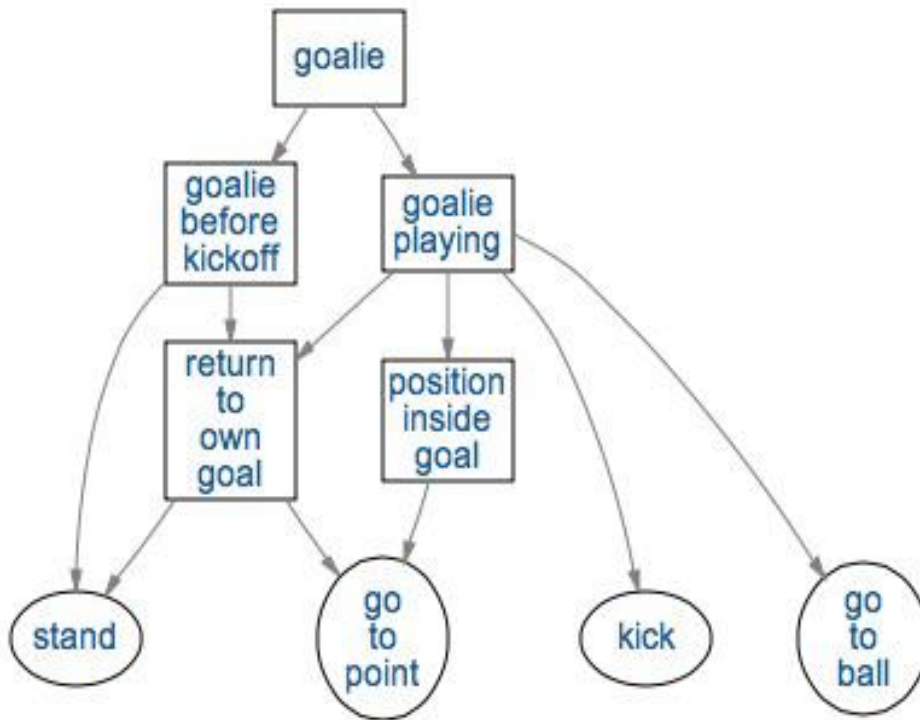 goalie
goalie
before
kickoff
goalie
playing
return
to
own
goal
position
inside
goal
stand
go
to
point
kick
go
to
ball